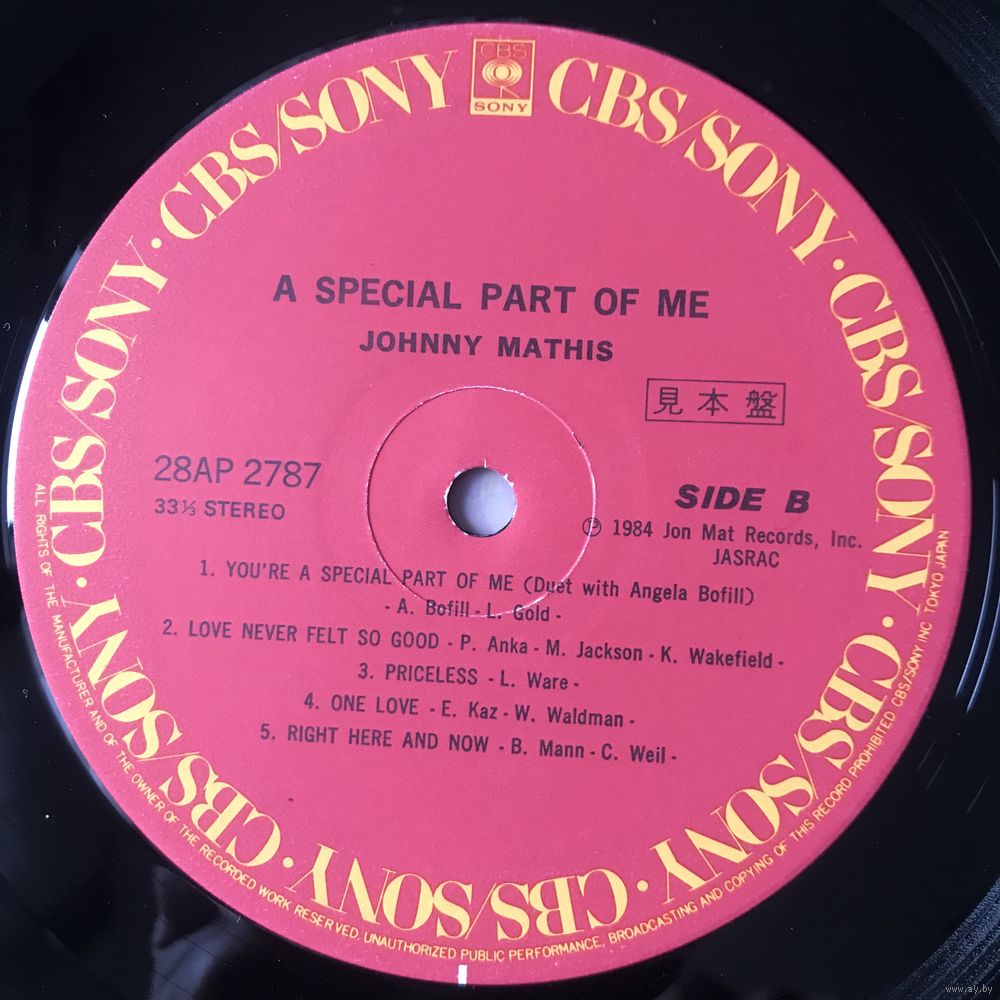 CBS
SONY
CBS/SONY · CBS/SONY · CBS/SONY · CBS/SONY · CBS/SONY · CBS/SONY · CBS/SONY · CBS/SONY
A SPECIAL PART OF ME
JOHNNY MATHIS
見本盤
28AP 2787
33⅓ STEREO
SIDE B
℗ 1984 Jon Mat Records, Inc.
JASRAC
1. YOU'RE A SPECIAL PART OF ME (Duet with Angela Bofill)
- A. Bofill - L. Gold -
2. LOVE NEVER FELT SO GOOD - P. Anka - M. Jackson - K. Wakefield -
3. PRICELESS - L. Ware -
4. ONE LOVE - E. Kaz - W. Waldman -
5. RIGHT HERE AND NOW - B. Mann - C. Weil -
ALL RIGHTS OF THE MANUFACTURER AND OF THE OWNER OF THE RECORDED WORK RESERVED. UNAUTHORIZED PUBLIC PERFORMANCE, BROADCASTING AND COPYING OF THIS RECORD PROHIBITED CBS/SONY INC TOKYO JAPAN
www.ay.by